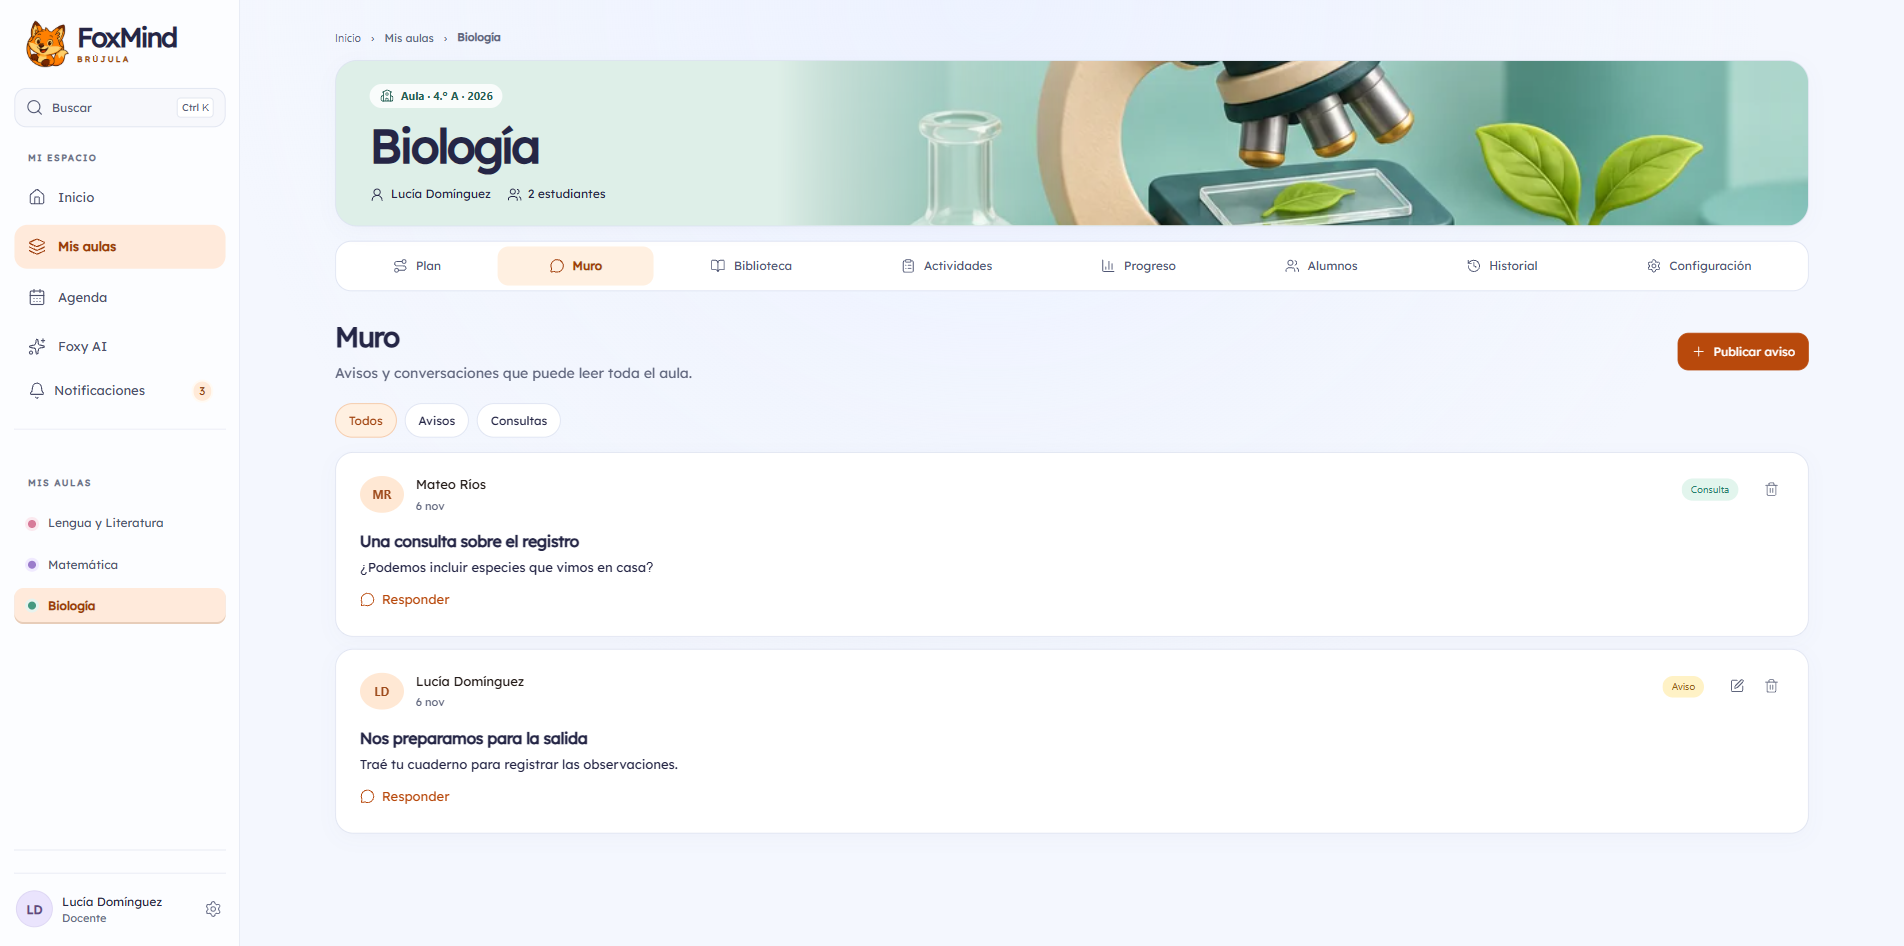 FoxMind
BRÚJULA
Buscar
Ctrl K
MI ESPACIO
Inicio
Mis aulas
Agenda
Foxy AI
Notificaciones
3
MIS AULAS
Lengua y Literatura
Matemática
Biología
LD
Lucía Domínguez
Docente
Inicio › Mis aulas › Biología
Aula · 4.º A · 2026
Biología
Lucía Domínguez 2 estudiantes
Plan
Muro
Biblioteca
Actividades
Progreso
Alumnos
Historial
Configuración
Muro
Avisos y conversaciones que puede leer toda el aula.
+ Publicar aviso
Todos
Avisos
Consultas
MR
Mateo Ríos
6 nov
Consulta
Una consulta sobre el registro
¿Podemos incluir especies que vimos en casa?
Responder
LD
Lucía Domínguez
6 nov
Aviso
Nos preparamos para la salida
Traé tu cuaderno para registrar las observaciones.
Responder